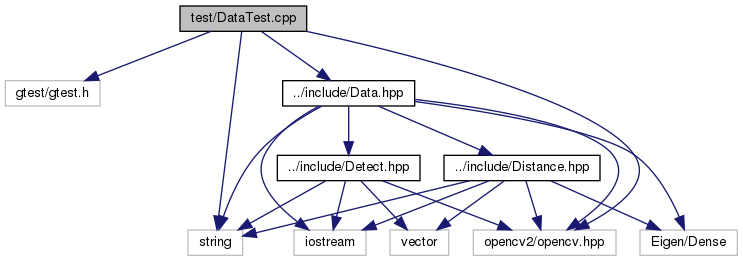 test/DataTest.cpp
gtest/gtest.h
../include/Data.hpp
../include/Detect.hpp
../include/Distance.hpp
string
iostream
vector
opencv2/opencv.hpp
Eigen/Dense